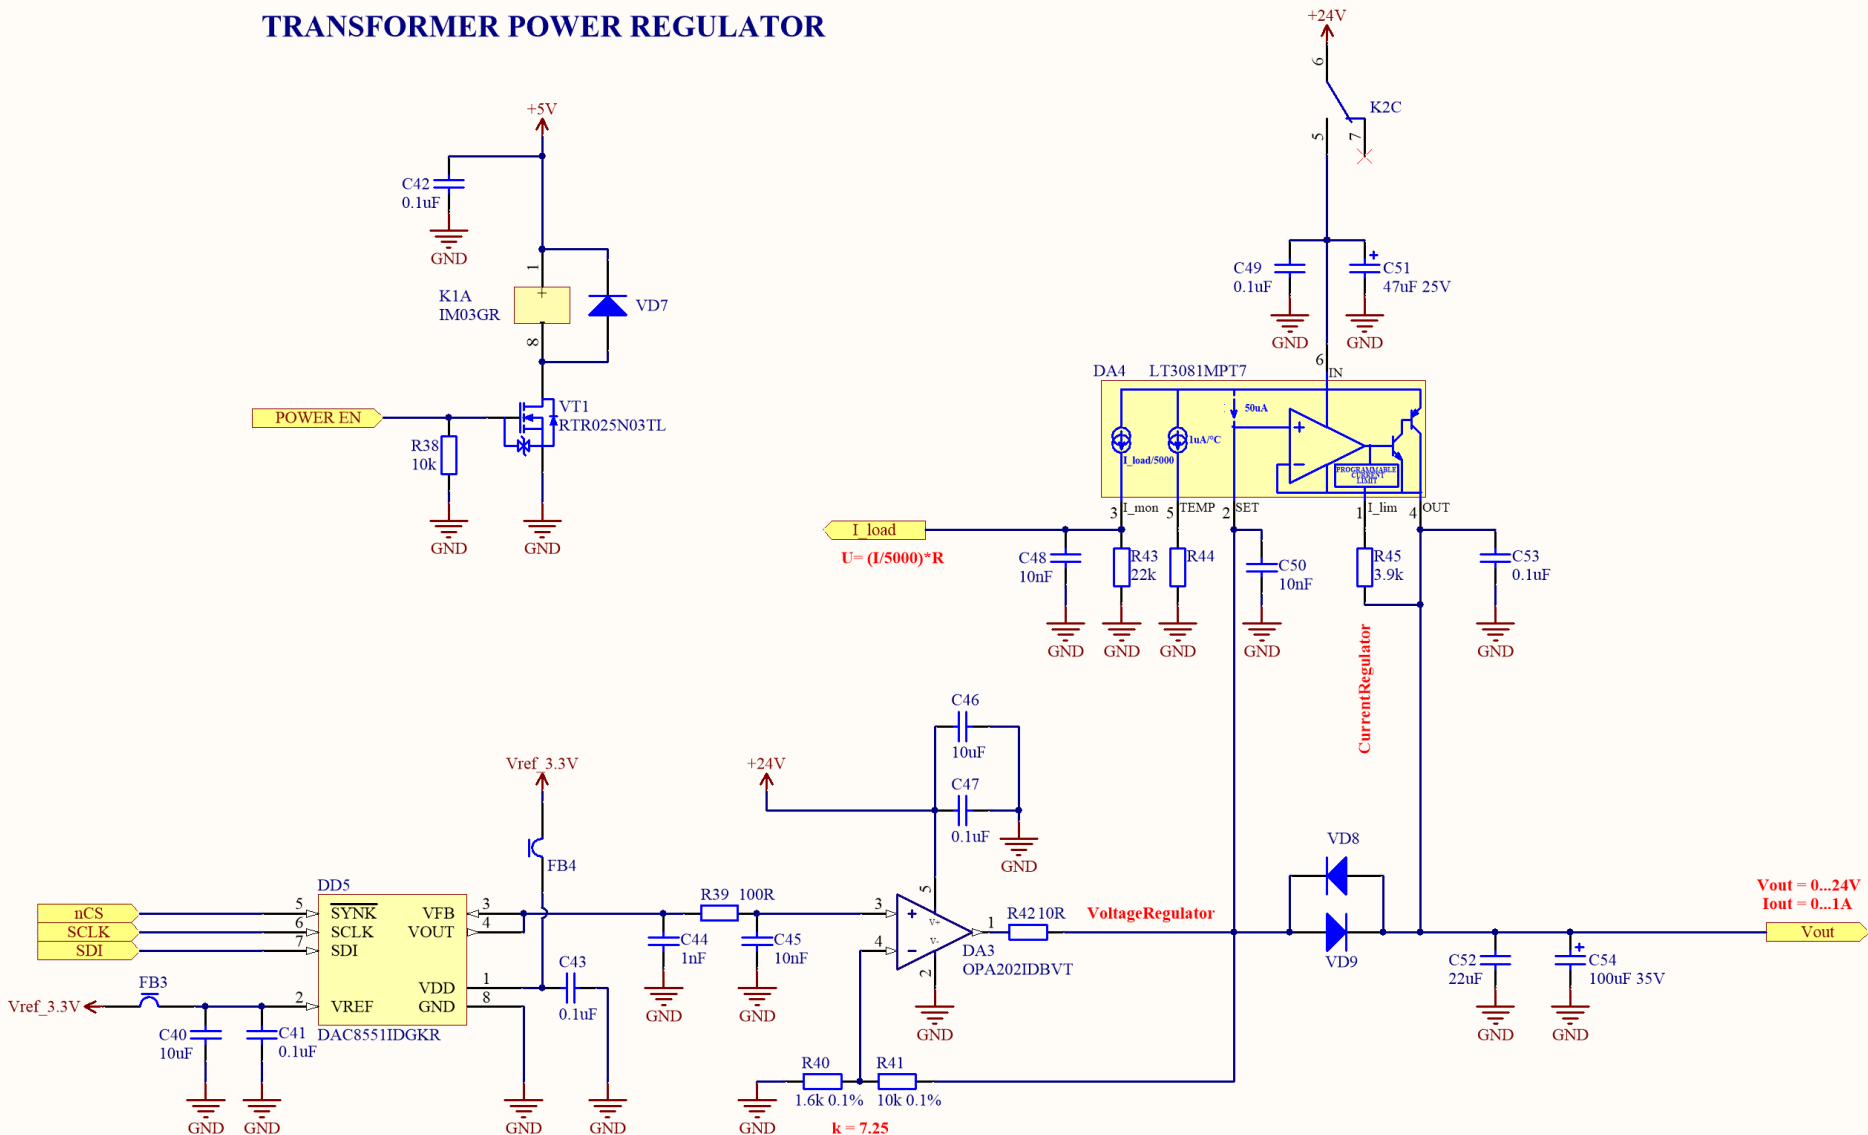 TRANSFORMER POWER REGULATOR
+24V
6
K2C
5
7
+5V
C42
0.1uF
GND
1
K1A
IM03GR
+
VD7
8
POWER EN
VT1
RTR025N03TL
R38
10k
GND
GND
C49
0.1uF
GND
+
C51
47uF 25V
GND
6
IN
DA4
LT3081MPT7
50uA
1uA/°C
I_load/5000
PROGRAMMABLE
CURRENT
LIMIT
3
I_mon
5
TEMP
2
SET
1
I_lim
4
OUT
I_load
U= (I/5000)*R
C48
10nF
R43
22k
R44
C50
10nF
R45
3.9k
C53
0.1uF
GND
GND
GND
GND
GND
CurrentRegulator
C46
10uF
Vref_3.3V
+24V
C47
0.1uF
GND
FB4
VD8
DD5
nCS
SCLK
SDI
5
6
7
SYNK
SCLK
SDI
VFB
VOUT
3
4
R39 100R
3
4
5
+
V+
V-
1
2
R42 10R
VoltageRegulator
DA3
OPA202IDBVT
VD9
Vout = 0...24V
Iout = 0...1A
Vout
C44
1nF
C45
10nF
C52
22uF
+
C54
100uF 35V
FB3
Vref_3.3V
2
VREF
VDD
GND
1
8
C43
0.1uF
GND
GND
GND
GND
GND
C40
10uF
C41
0.1uF
DAC8551IDGKR
R40
R41
1.6k 0.1%
10k 0.1%
GND
GND
GND
GND
GND
k = 7.25